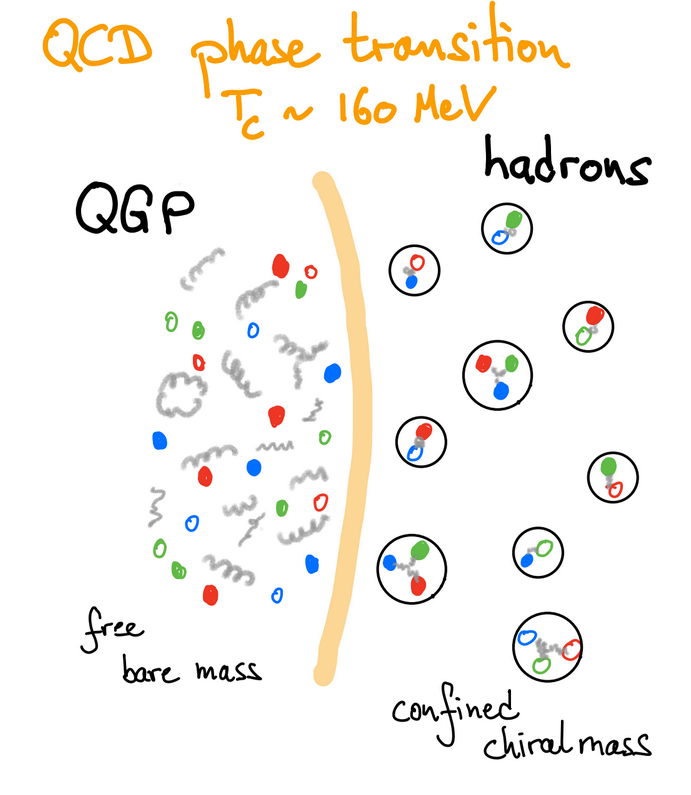 QCD phase transition
Tc ~ 160 MeV
hadrons
QGP
free
bare mass
confined
chiral mass